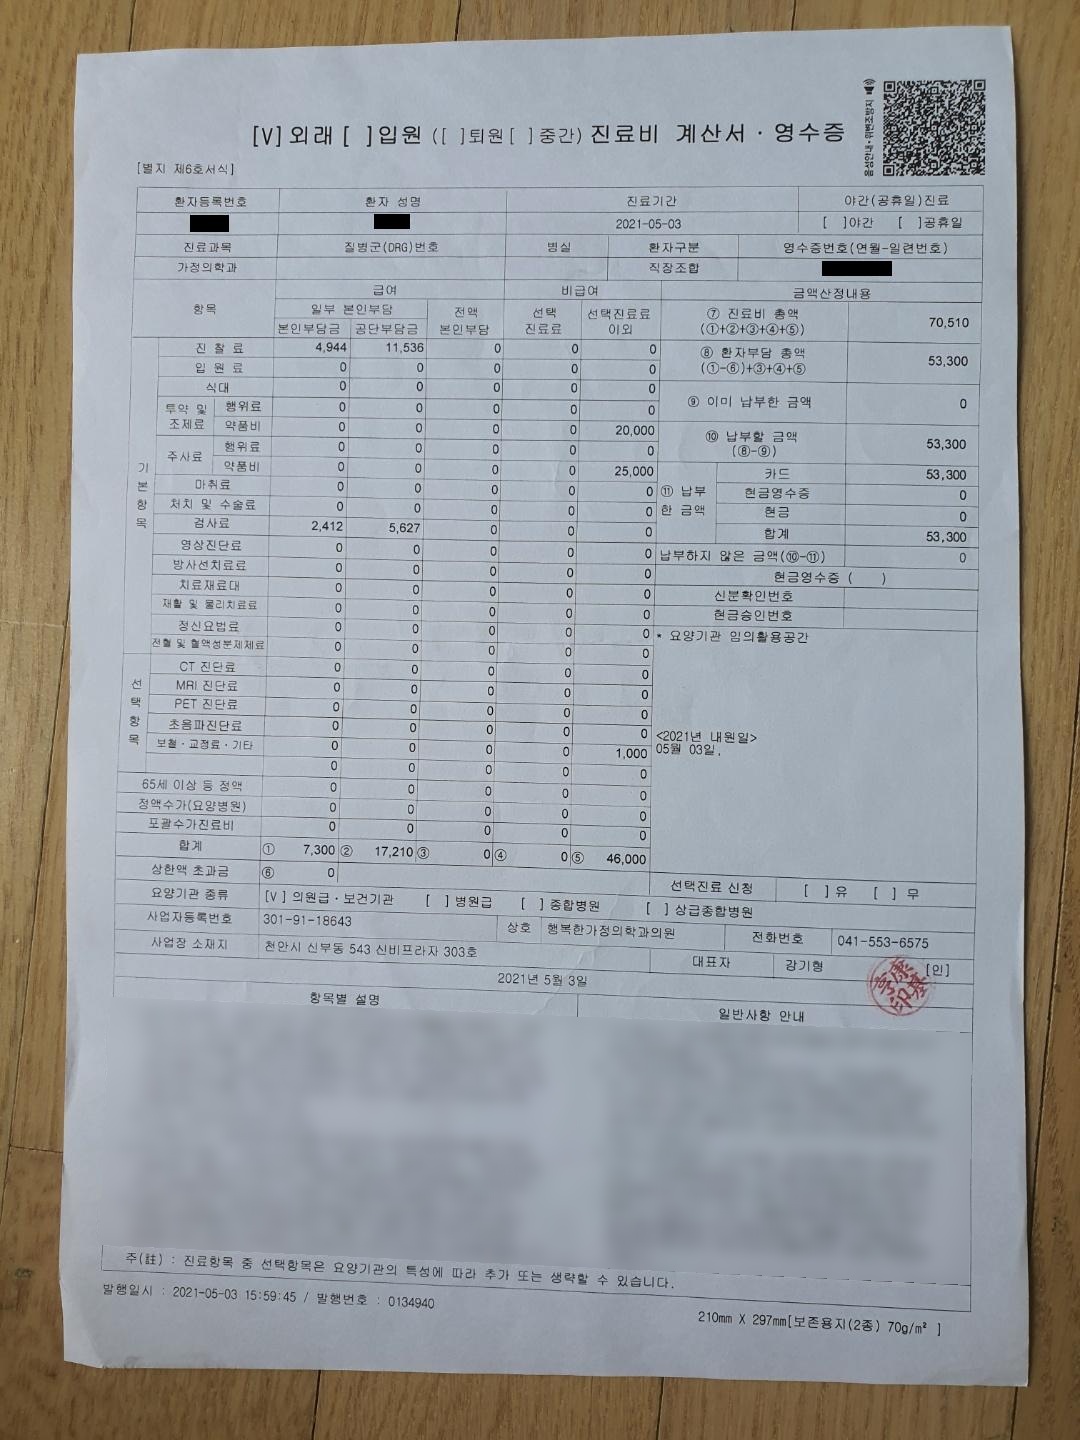 음성안내·위변조방지
[V]외래 [ ]입원 ([ ]퇴원[ ]중간) 진료비 계산서·영수증
[별지 제6호서식]
환자등록번호 환자 성명 진료기간 야간(공휴일)진료
2021-05-03 [ ]야간 [ ]공휴일
진료과목 질병군(DRG)번호 병실 환자구분 영수증번호(연월-일련번호)
가정의학과 직장조합
항목 급여 비급여 금액산정내용
일부 본인부담 전액 본인부담 선택 진료료 선택진료료 이외
본인부담금 공단부담금
⑦ 진료비 총액 (①+②+③+④+⑤) 70,510
⑧ 환자부담 총액 (①-⑥)+③+④+⑤ 53,300
⑨ 이미 납부한 금액 0
⑩ 납부할 금액 (⑧-⑨) 53,300
⑪ 납부한 금액 카드 53,300
현금영수증 0
현금 0
합계 53,300
납부하지 않은 금액(⑩-⑪) 0
현금영수증 ( )
신분확인번호
현금승인번호
* 요양기관 임의활용공간
<2021년 내원일>
05월 03일.
기본항목
진 찰 료 4,944 11,536 0 0 0
입 원 료 0 0 0 0 0
식대 0 0 0 0 0
투약 및 조제료 행위료 0 0 0 0 0
약품비 0 0 0 0 20,000
주사료 행위료 0 0 0 0 0
약품비 0 0 0 0 25,000
마취료 0 0 0 0 0
처치 및 수술료 0 0 0 0 0
검사료 2,412 5,627 0 0 0
영상진단료 0 0 0 0 0
방사선치료료 0 0 0 0 0
치료재료대 0 0 0 0 0
재활 및 물리치료료 0 0 0 0 0
정신요법료 0 0 0 0 0
전혈 및 혈액성분제제료 0 0 0 0 0
선택항목
CT 진단료 0 0 0 0 0
MRI 진단료 0 0 0 0 0
PET 진단료 0 0 0 0 0
초음파진단료 0 0 0 0 0
보철·교정료·기타 0 0 0 0 1,000
0 0 0 0 0
65세 이상 등 정액 0 0 0 0 0
정액수가(요양병원) 0 0 0 0 0
포괄수가진료비 0 0 0 0 0
합계 ① 7,300 ② 17,210 ③ 0 ④ 0 ⑤ 46,000
상한액 초과금 ⑥ 0
선택진료 신청 [ ]유 [ ]무
요양기관 종류 [V] 의원급·보건기관 [ ]병원급 [ ]종합병원 [ ]상급종합병원
사업자등록번호 301-91-18643 상호 행복한가정의학과의원 전화번호 041-553-6575
사업장 소재지 천안시 신부동 543 신비프라자 303호 대표자 강기형 [인]
2021년 5월 3일
항목별 설명 일반사항 안내
주(註) : 진료항목 중 선택항목은 요양기관의 특성에 따라 추가 또는 생략할 수 있습니다.
발행일시 : 2021-05-03 15:59:45 / 발행번호 : 0134940
210mm X 297mm[보존용지(2종) 70g/m² ]